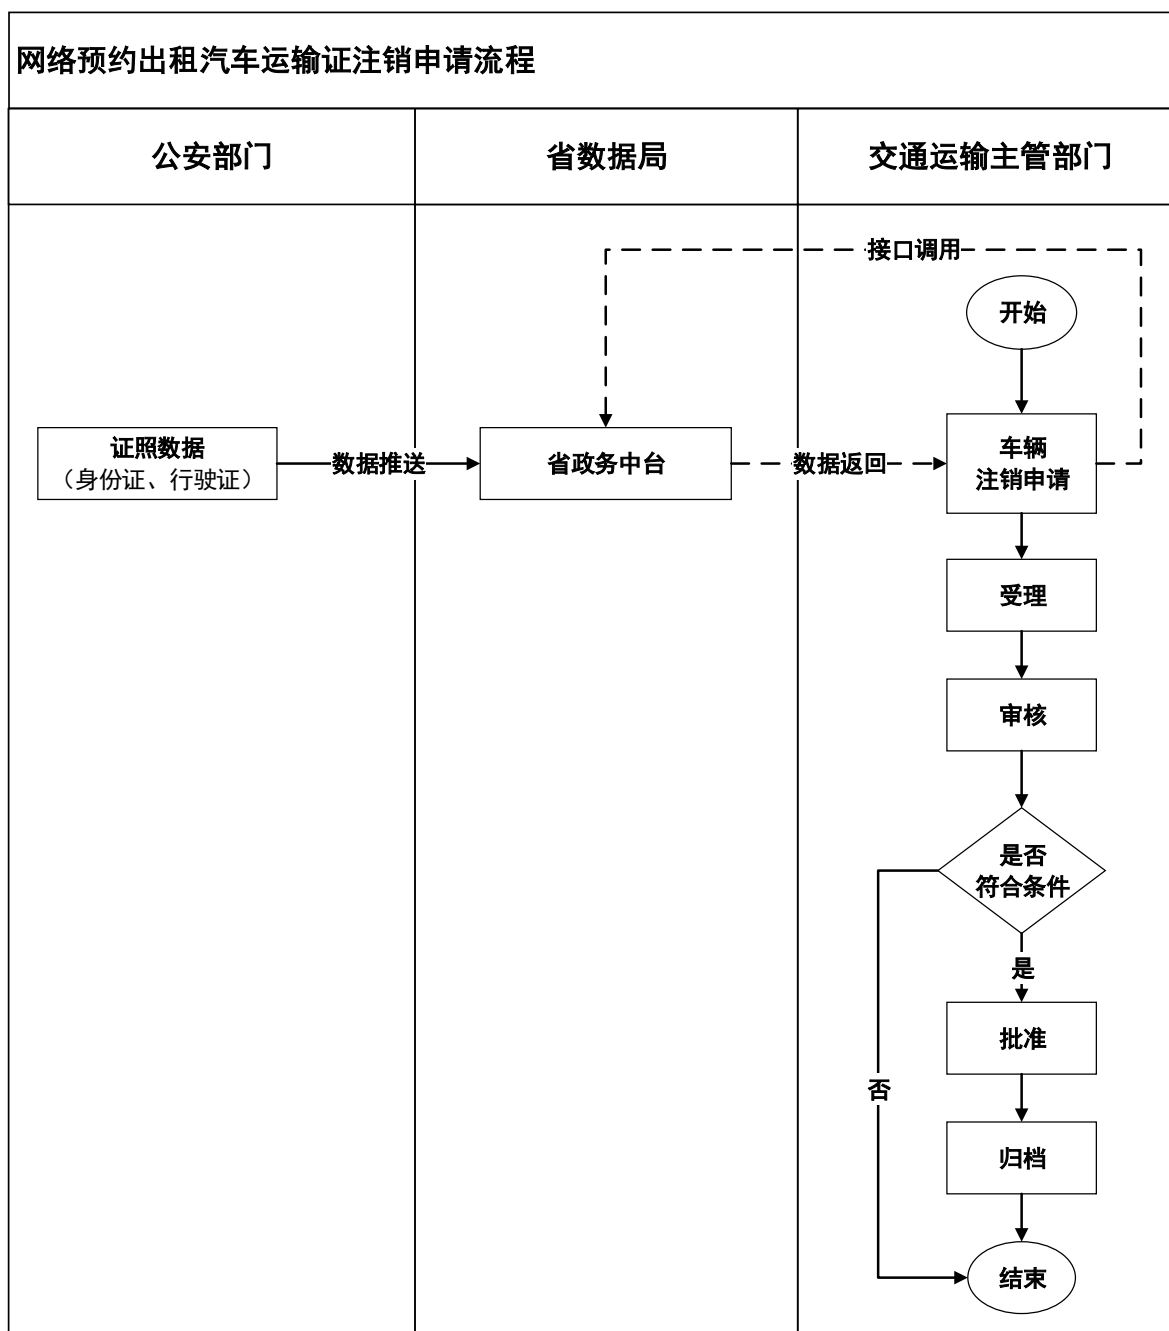 网络预约出租汽车运输证注销申请流程
公安部门
省数据局
交通运输主管部门
接口调用
开始
证照数据
（身份证、行驶证）
数据推送
省政务中台
数据返回
车辆
注销申请
受理
审核
是否
符合条件
是
批准
否
归档
结束